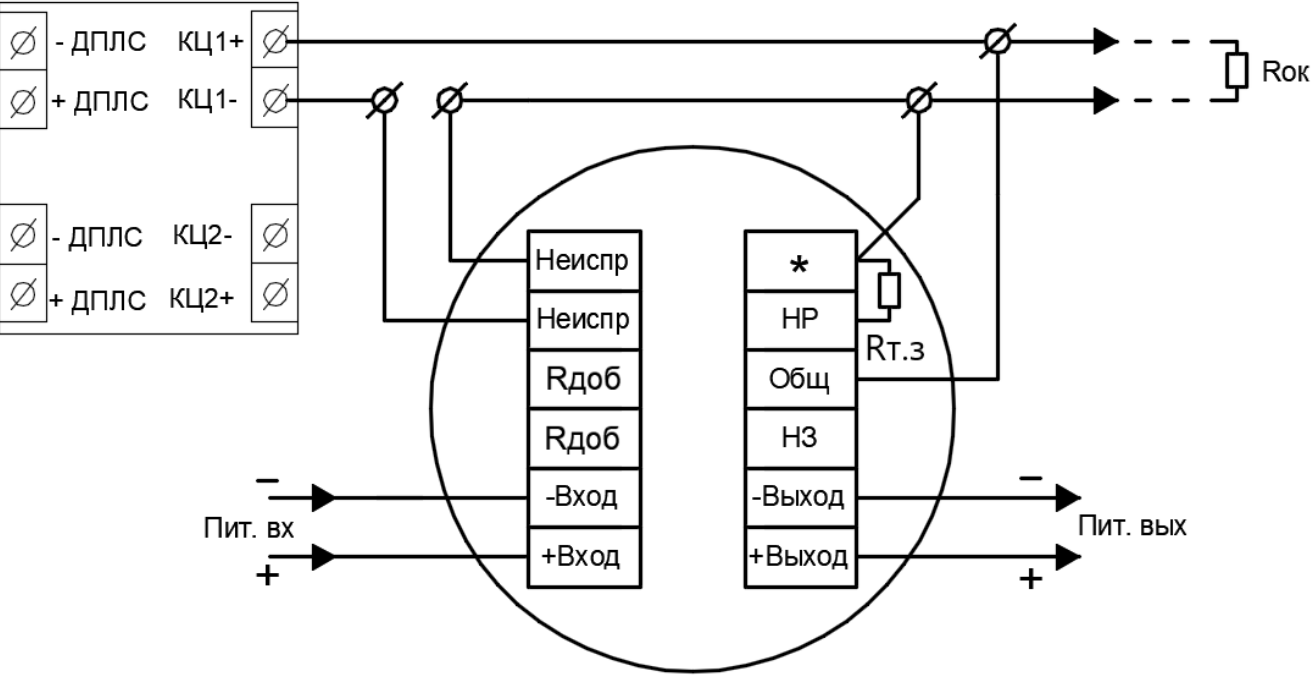 - ДПЛС КЦ1+
+ ДПЛС КЦ1-
Rок
- ДПЛС КЦ2-
+ ДПЛС КЦ2+
Неиспр
Неиспр
Rдоб
Rдоб
-Вход
+Вход
*
НР
Rт.з
Общ
НЗ
-Выход
+Выход
−
Пит. вх
+
−
Пит. вых
+